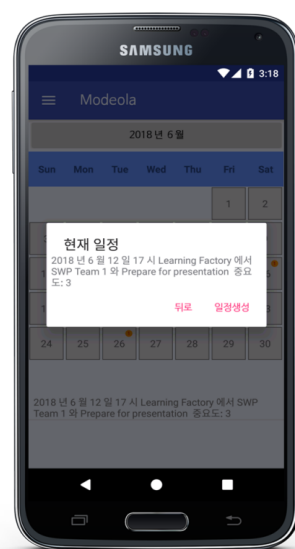 SAMSUNG
3:18
Modeola
2018 년 6 월
Sun Mon Tue Wed Thu Fri Sat
1 2
현재 일정
2018 년 6 월 12 일 17 시 Learning Factory 에서
SWP Team 1 와 Prepare for presentation 중요
도: 3
뒤로 일정생성
24 25 26 27 28 29 30
2018 년 6 월 12 일 17 시 Learning Factory 에서 SWP
Team 1 와 Prepare for presentation 중요도: 3